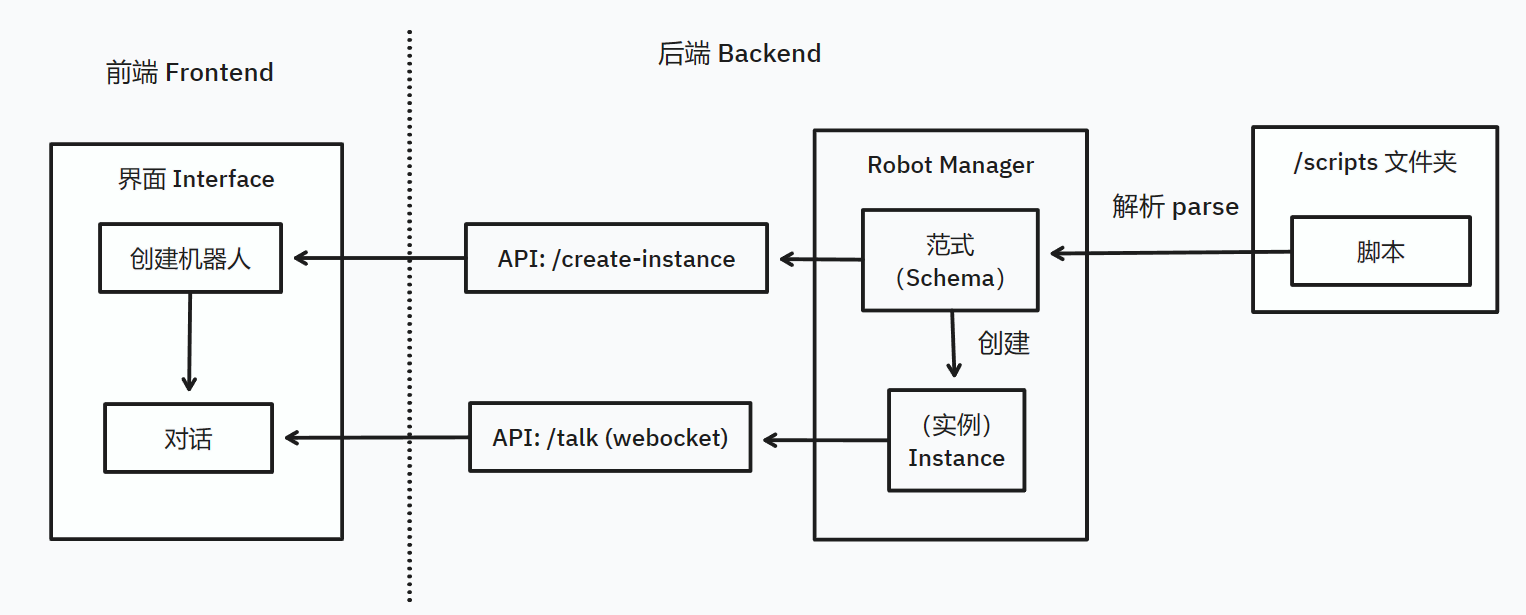 前端 Frontend
后端 Backend
界面 Interface
创建机器人
对话
API: /create-instance
API: /talk (webocket)
Robot Manager
范式
（Schema）
创建
（实例）
Instance
解析 parse
/scripts 文件夹
脚本